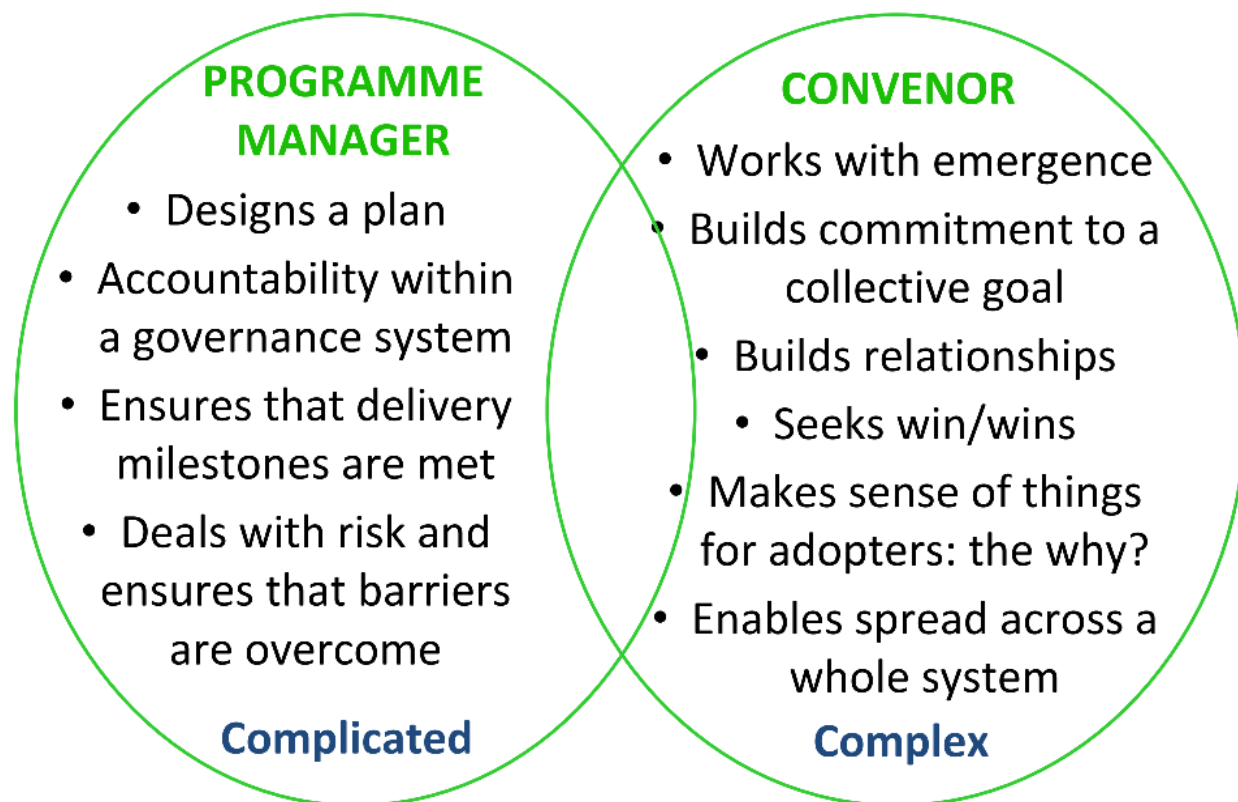 PROGRAMME
MANAGER
• Designs a plan
• Accountability within
a governance system
• Ensures that delivery
milestones are met
• Deals with risk and
ensures that barriers
are overcome
Complicated
CONVENOR
• Works with emergence
• Builds commitment to a
collective goal
• Builds relationships
• Seeks win/wins
• Makes sense of things
for adopters: the why?
• Enables spread across a
whole system
Complex